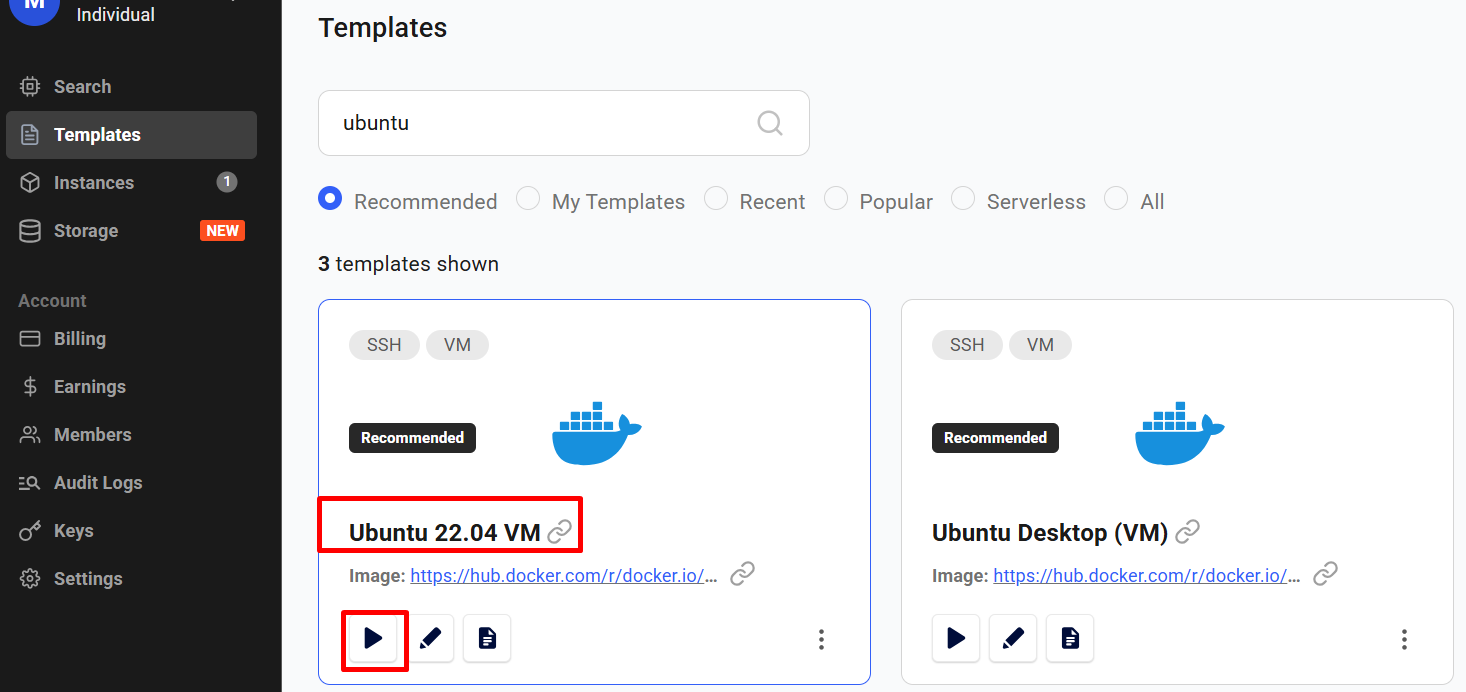 M
Individual
Search
Templates
Instances 1
Storage NEW
Account
Billing
Earnings
Members
Audit Logs
Keys
Settings
Templates
ubuntu
Recommended My Templates Recent Popular Serverless All
3 templates shown
SSH VM
Recommended
Ubuntu 22.04 VM
Image: https://hub.docker.com/r/docker.io/...
SSH VM
Recommended
Ubuntu Desktop (VM)
Image: https://hub.docker.com/r/docker.io/...